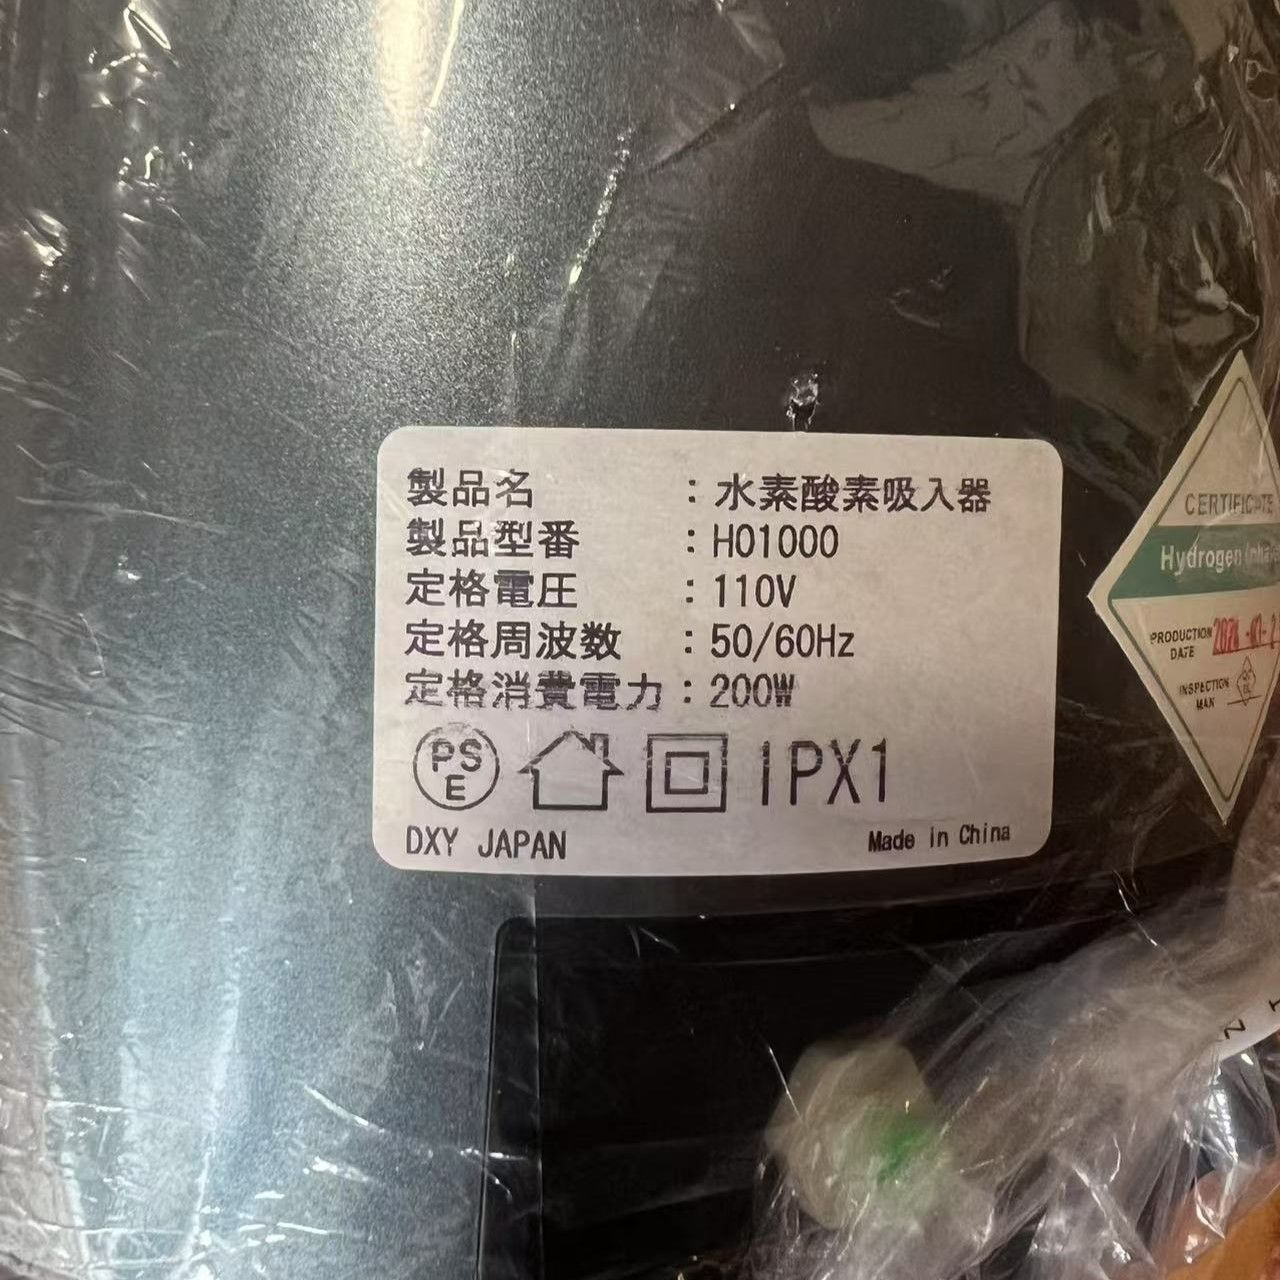 製品名 : 水素酸素吸入器
製品型番 : HO1000
定格電圧 : 110V
定格周波数 : 50/60Hz
定格消費電力 : 200W
PS
E
IPX1
DXY JAPAN
Made in China
CERTIFICATE
Hydrogen
PRODUCTION
DATE
INSPECTION
MAN